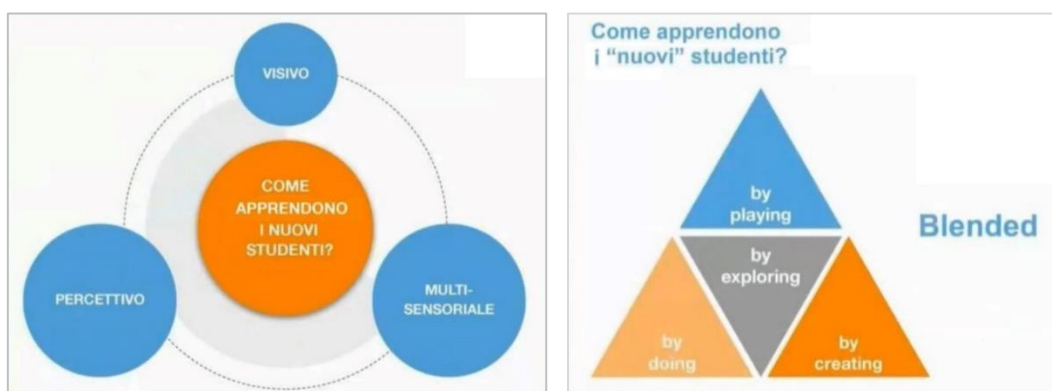 VISIVO
COME
APPRENDONO
I NUOVI
STUDENTI?
PERCETTIVO
MULTI-
SENSORIALE
Come apprendono
i “nuovi” studenti?
by
playing
Blended
by
exploring
by
doing
by
creating